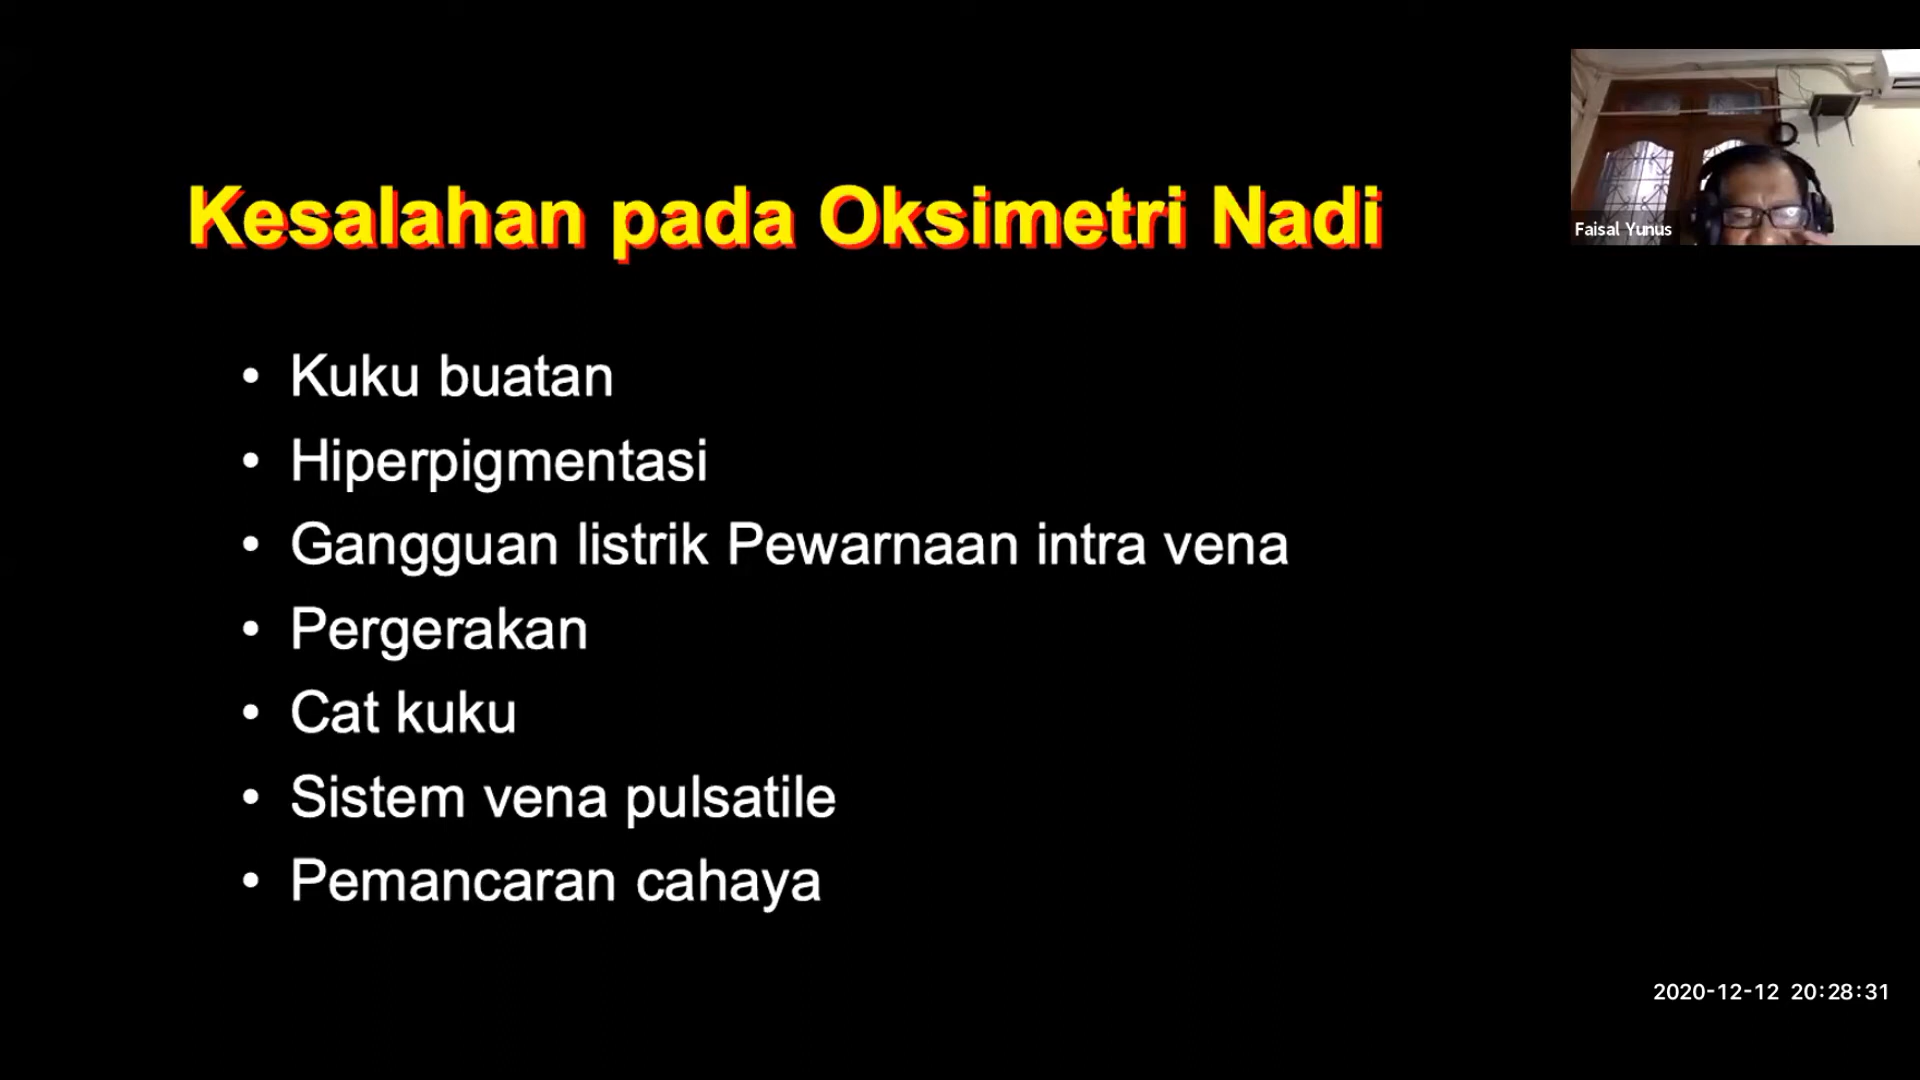 Kesalahan pada Oksimetri Nadi
• Kuku buatan
• Hiperpigmentasi
• Gangguan listrik Pewarnaan intra vena
• Pergerakan
• Cat kuku
• Sistem vena pulsatile
• Pemancaran cahaya
Faisal Yunus
2020-12-12 20:28:31